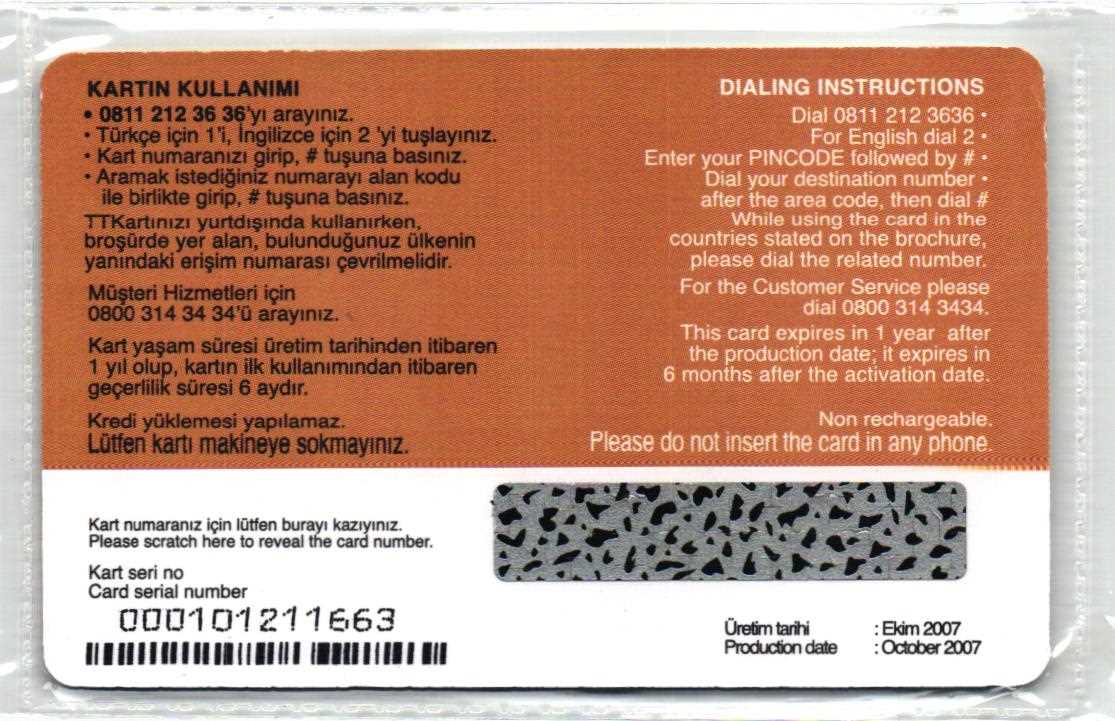 KARTIN KULLANIMI
• 0811 212 36 36'yı arayınız.
• Türkçe için 1'i, İngilizce için 2 'yi tuşlayınız.
• Kart numaranızı girip, # tuşuna basınız.
• Aramak istediğiniz numarayı alan kodu
ile birlikte girip, # tuşuna basınız.
TTKartınızı yurtdışında kullanırken,
broşürde yer alan, bulunduğunuz ülkenin
yanındaki erişim numarası çevrilmelidir.
Müşteri Hizmetleri için
0800 314 34 34'ü arayınız.
Kart yaşam süresi üretim tarihinden itibaren
1 yıl olup, kartın ilk kullanımından itibaren
geçerlilik süresi 6 aydır.
Kredi yüklemesi yapılamaz.
Lütfen kartı makineye sokmayınız.
DIALING INSTRUCTIONS
Dial 0811 212 3636 •
For English dial 2 •
Enter your PINCODE followed by # •
Dial your destination number •
after the area code, then dial #
While using the card in the
countries stated on the brochure,
please dial the related number.
For the Customer Service please
dial 0800 314 3434.
This card expires in 1 year after
the production date; it expires in
6 months after the activation date.
Non rechargeable.
Please do not insert the card in any phone.
Kart numaranız için lütfen burayı kazıyınız.
Please scratch here to reveal the card number.
Kart seri no
Card serial number
000101211663
Üretim tarihi : Ekim 2007
Production date : October 2007